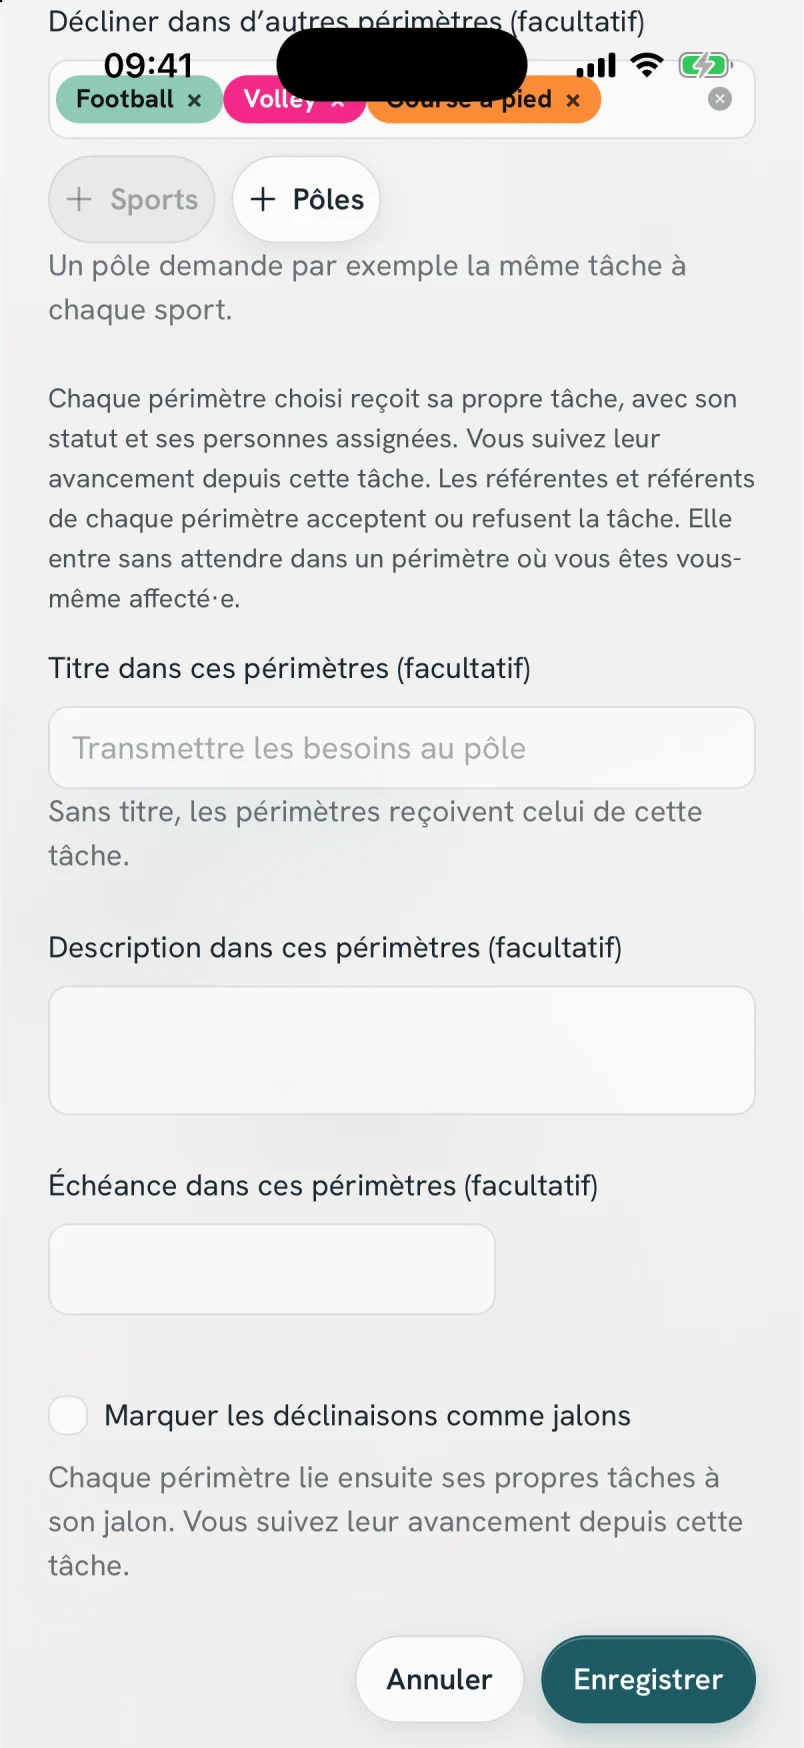 Décliner dans d’autres périmètres (facultatif)
09:41
Football × Volley × Course à pied ×
+ Sports + Pôles
Un pôle demande par exemple la même tâche à
chaque sport.
Chaque périmètre choisi reçoit sa propre tâche, avec son
statut et ses personnes assignées. Vous suivez leur
avancement depuis cette tâche. Les référentes et référents
de chaque périmètre acceptent ou refusent la tâche. Elle
entre sans attendre dans un périmètre où vous êtes vous-
même affecté·e.
Titre dans ces périmètres (facultatif)
Transmettre les besoins au pôle
Sans titre, les périmètres reçoivent celui de cette
tâche.
Description dans ces périmètres (facultatif)
Échéance dans ces périmètres (facultatif)
Marquer les déclinaisons comme jalons
Chaque périmètre lie ensuite ses propres tâches à
son jalon. Vous suivez leur avancement depuis cette
tâche.
Annuler Enregistrer